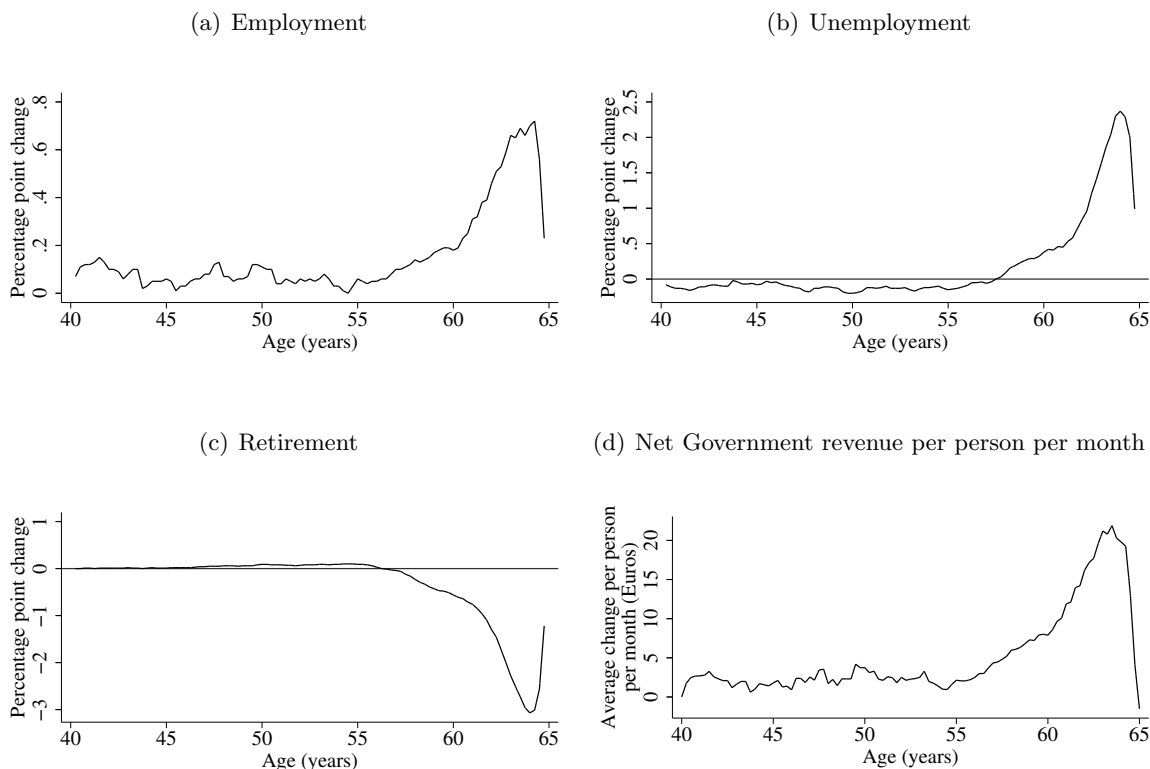 (a) Employment
Percentage point change
.8
.6
.4
.2
0
40 45 50 55 60 65
Age (years)
(b) Unemployment
Percentage point change
2.5
2
1.5
1
.5
0
40 45 50 55 60 65
Age (years)
(c) Retirement
Percentage point change
1
0
−1
−2
−3
40 45 50 55 60 65
Age (years)
(d) Net Government revenue per person per month
Average change per person
per month (Euros)
20
15
10
5
0
40 45 50 55 60 65
Age (years)